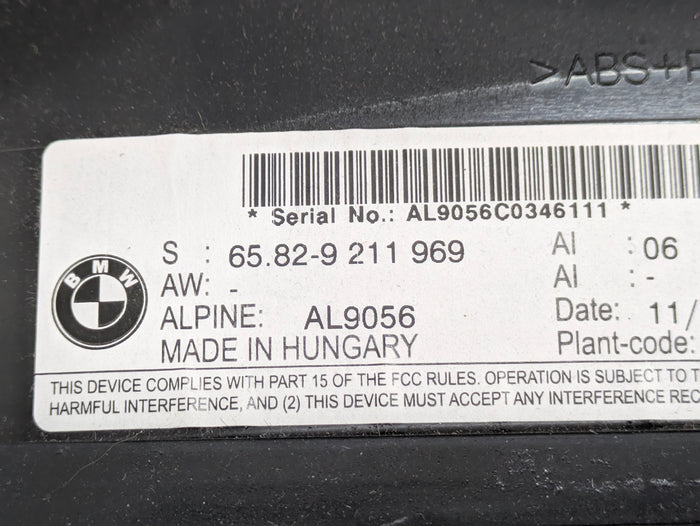 >ABS+P
* Serial No.: AL9056C0346111 *
BMW
S : 65.82-9 211 969
AI : 06
AW: -
AI : -
ALPINE: AL9056
Date: 11/
MADE IN HUNGARY
Plant-code:
THIS DEVICE COMPLIES WITH PART 15 OF THE FCC RULES. OPERATION IS SUBJECT TO T
HARMFUL INTERFERENCE, AND (2) THIS DEVICE MUST ACCEPT ANY INTERFERENCE REC